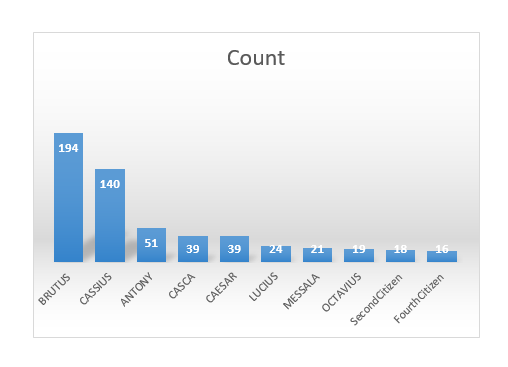 Count
194
140
51
39
39
24
21
19
18
16
BRUTUS
CASSIUS
ANTONY
CASCA
CAESAR
LUCIUS
MESSALA
OCTAVIUS
SecondCitizen
FourthCitizen